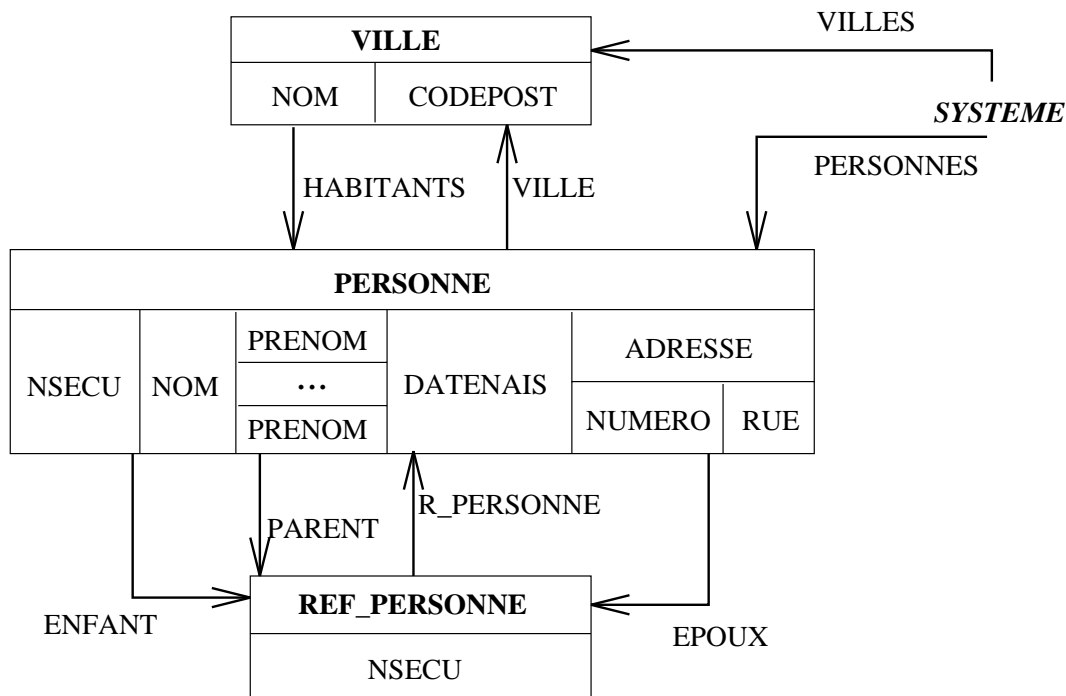 VILLES
VILLE
NOM CODEPOST
SYSTEME
PERSONNES
HABITANTS VILLE
PERSONNE
NSECU NOM PRENOM DATENAIS ADRESSE
...
PRENOM NUMERO RUE
R_PERSONNE
PARENT
REF_PERSONNE
ENFANT EPOUX
NSECU